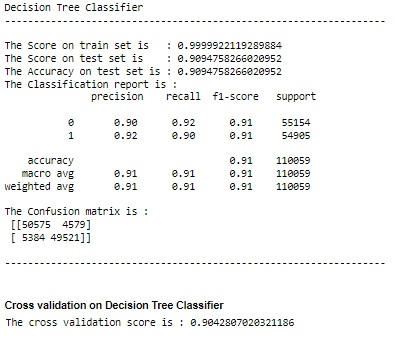 Decision Tree Classifier
--------------------------------------------------------------------------------
The Score on train set is : 0.9999922119289884
The Score on test set is : 0.9094758266020952
The Accuracy on test set is : 0.9094758266020952
The Classification report is :
precision recall f1-score support
0 0.90 0.92 0.91 55154
1 0.92 0.90 0.91 54905
accuracy 0.91 110059
macro avg 0.91 0.91 0.91 110059
weighted avg 0.91 0.91 0.91 110059
The Confusion matrix is :
[[50575 4579]
[ 5384 49521]]
--------------------------------------------------------------------------------
Cross validation on Decision Tree Classifier
The cross validation score is : 0.9042807020321186